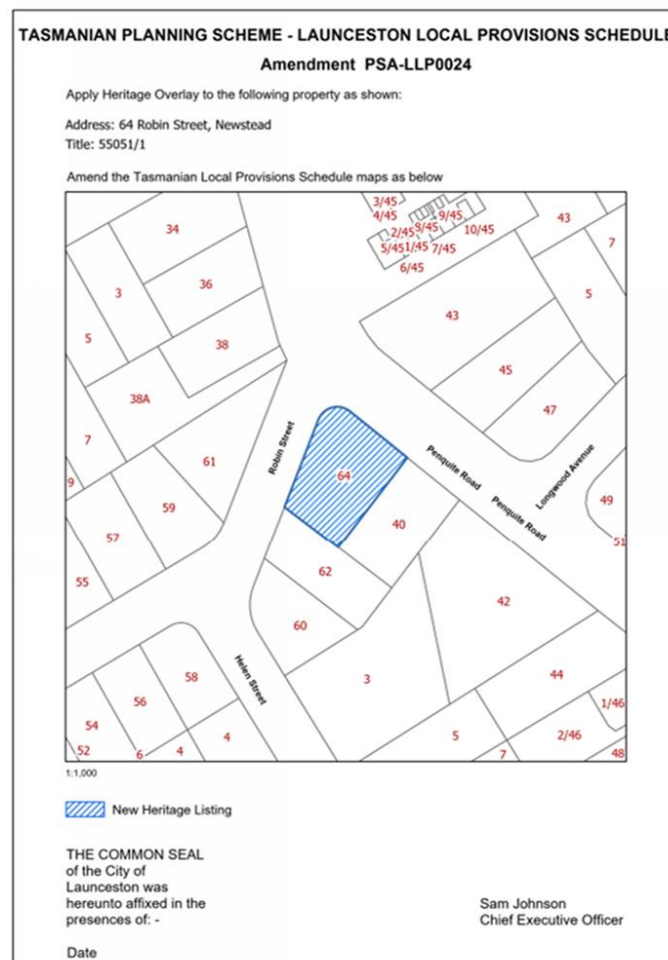 TASMANIAN PLANNING SCHEME - LAUNCESTON LOCAL PROVISIONS SCHEDULE
Amendment PSA-LLP0024
Apply Heritage Overlay to the following property as shown:
Address: 64 Robin Street, Newstead
Title: 55051/1
Amend the Tasmanian Local Provisions Schedule maps as below
3/45
4/45
9/45
8/45
2/45
10/45
5/45
1/45
7/45
6/45
43
7
34
3
36
5
5
43
38
45
38A
47
7
61
Robin Street
64
Penquite Road
Longwood Avenue
9
59
40
Penquite Road
49
57
51
55
62
42
60
58
Helen Street
3
44
56
1/46
54
4
5
2/46
52
6
4
7
48
1:1,000
New Heritage Listing
THE COMMON SEAL
of the City of
Launceston was
hereunto affixed in the
presences of: -
Sam Johnson
Chief Executive Officer
Date